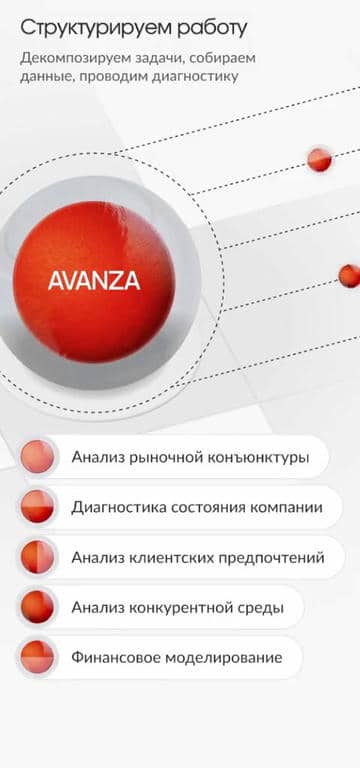 Структурируем работу
Декомпозируем задачи, собираем
данные, проводим диагностику
AVANZA
Анализ рыночной конъюнктуры
Диагностика состояния компании
Анализ клиентских предпочтений
Анализ конкурентной среды
Финансовое моделирование